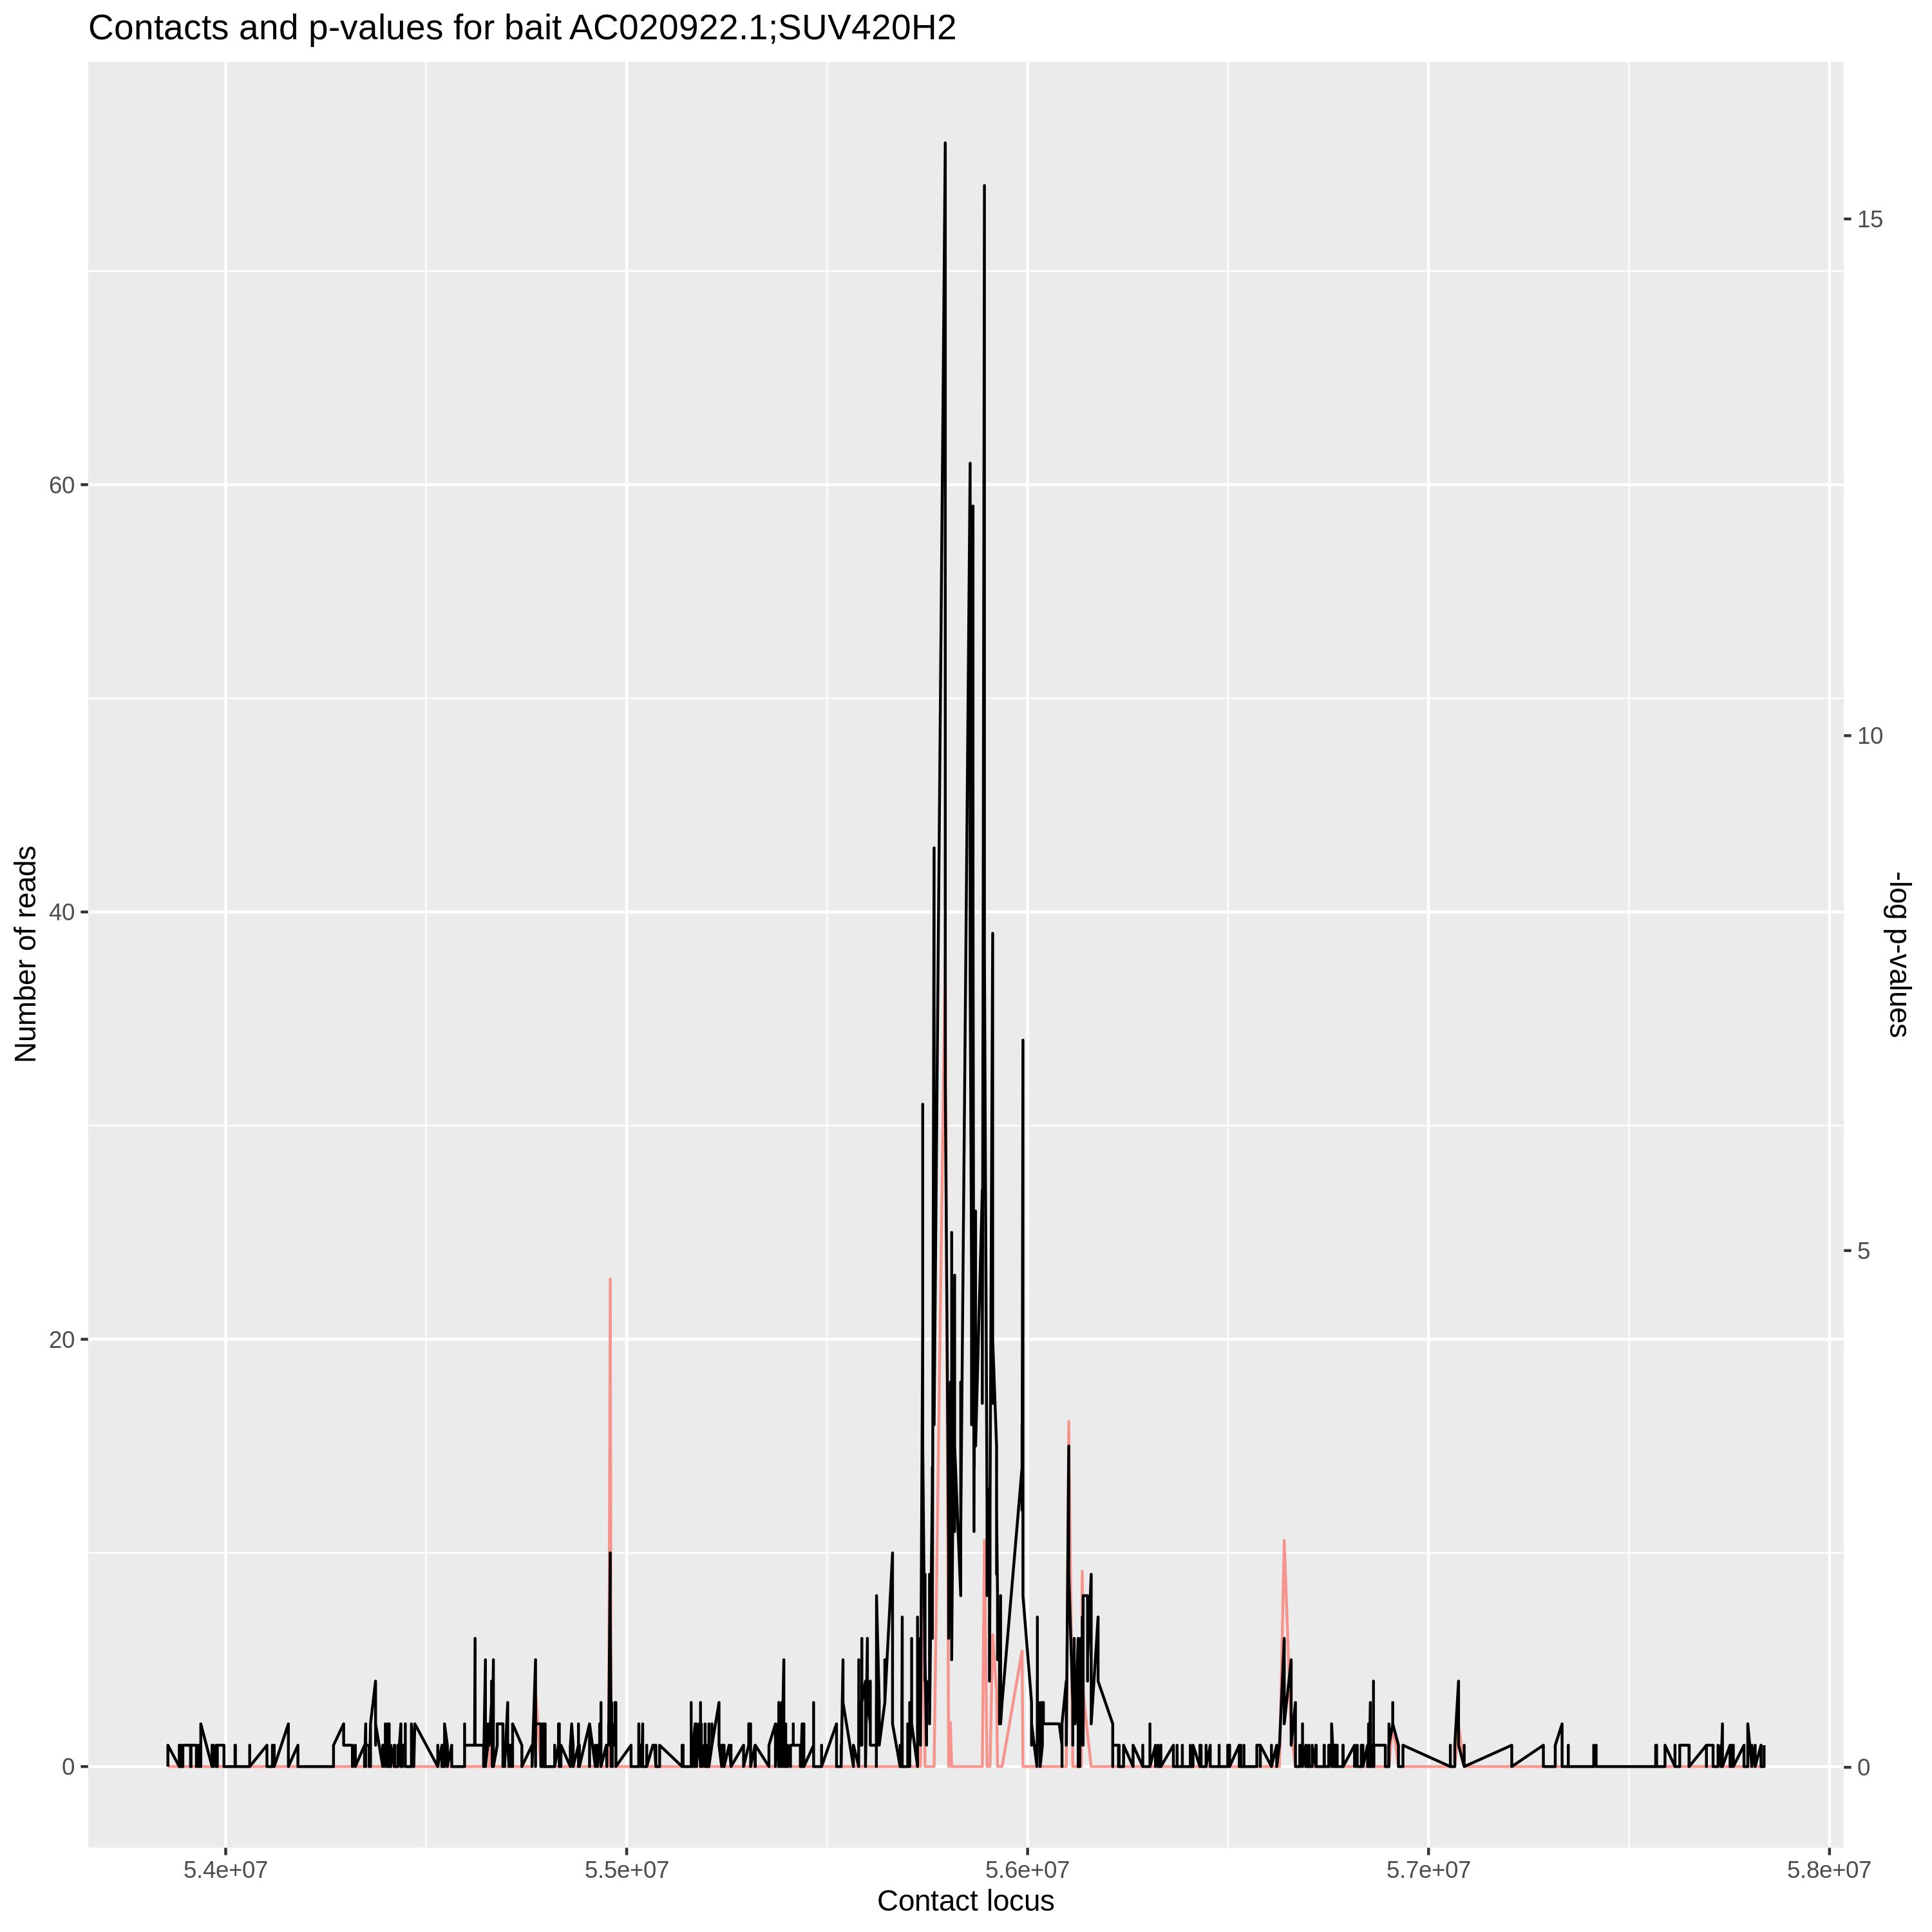 Contacts and p-values for bait AC020922.1;SUV420H2
Number of reads
60
40
20
0
15
10
5
0
-log p-values
5.4e+07
5.5e+07
5.6e+07
5.7e+07
5.8e+07
Contact locus